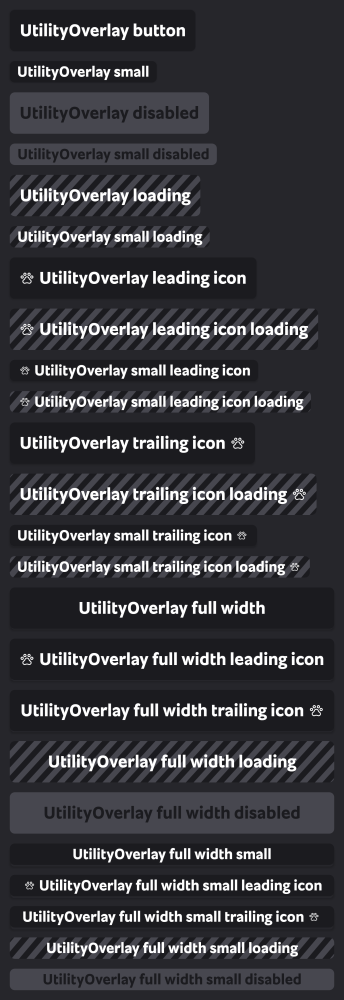 UtilityOverlay button
UtilityOverlay small
UtilityOverlay disabled
UtilityOverlay small disabled
UtilityOverlay loading
UtilityOverlay small loading
UtilityOverlay leading icon
UtilityOverlay leading icon loading
UtilityOverlay small leading icon
UtilityOverlay small leading icon loading
UtilityOverlay trailing icon
UtilityOverlay trailing icon loading
UtilityOverlay small trailing icon
UtilityOverlay small trailing icon loading
UtilityOverlay full width
UtilityOverlay full width leading icon
UtilityOverlay full width trailing icon
UtilityOverlay full width loading
UtilityOverlay full width disabled
UtilityOverlay full width small
UtilityOverlay full width small leading icon
UtilityOverlay full width small trailing icon
UtilityOverlay full width small loading
UtilityOverlay full width small disabled